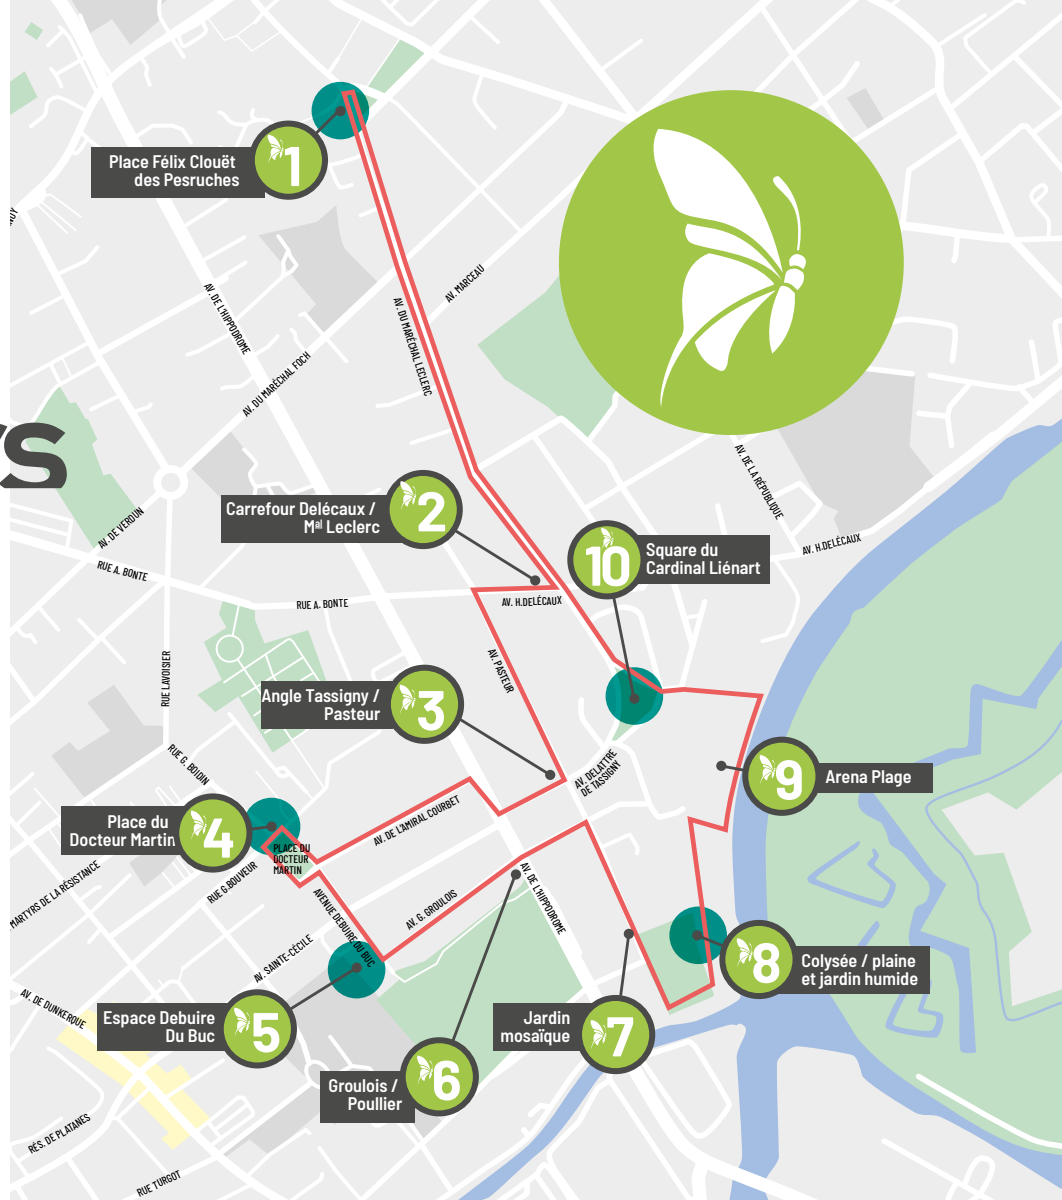 Place Félix Clouët
des Pesruches
1
AV. MARCEAU
AV. DE L'HIPPODROME
AV. DU MARÉCHAL LECLERC
AV. DU MARÉCHAL FOCH
S
AV. DE LA RÉPUBLIQUE
Carrefour Delécaux /
Mal Leclerc
2
AV. DE VERDUN
10
Square du
Cardinal Liénart
AV. H.DELÉCAUX
RUE A. BONTE
RUE A. BONTE
AV. H.DELÉCAUX
RUE LAVOISIER
AV. PASTEUR
Angle Tassigny /
Pasteur
3
RUE G. BOIDIN
AV. DELATTRE
DE TASSIGNY
9
Arena Plage
Place du
Docteur Martin
4
AV. DE L'AMIRAL COURBET
PLACE DU
DOCTEUR
MARTIN
MARTYRS DE LA RÉSISTANCE
RUE G.BOUVEUR
AVENUE DEBUIRE DU BUC
AV. G. GROULOIS
AV. DE L'HIPPODROME
AV. SAINTE-CÉCILE
8
Colysée / plaine
et jardin humide
AV. DE DUNKERQUE
Espace Debuire
Du Buc
5
Jardin
mosaïque
7
Groulois /
Poullier
6
RÉS. DE PLATANES
RUE TURGOT